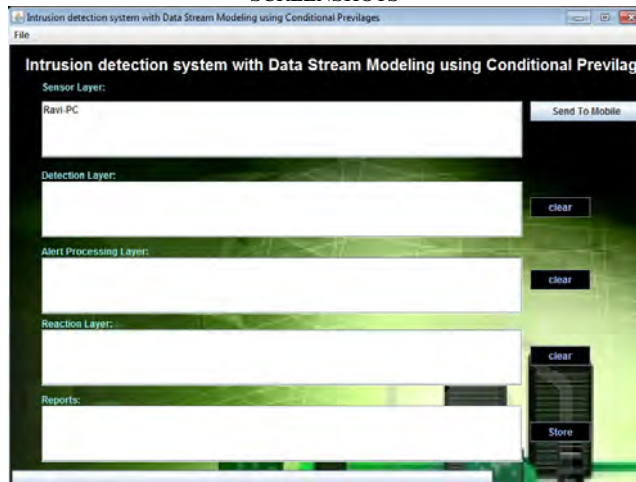 SCREENSHOTS
Intrusion detection system with Data Stream Modeling using Conditional Previlages
File
Intrusion detection system with Data Stream Modeling using Conditional Previlag
Sensor Layer:
Ravi-PC
Send To Mobile
Detection Layer:
clear
Alert Processing Layer:
clear
Reaction Layer:
clear
Reports:
Store